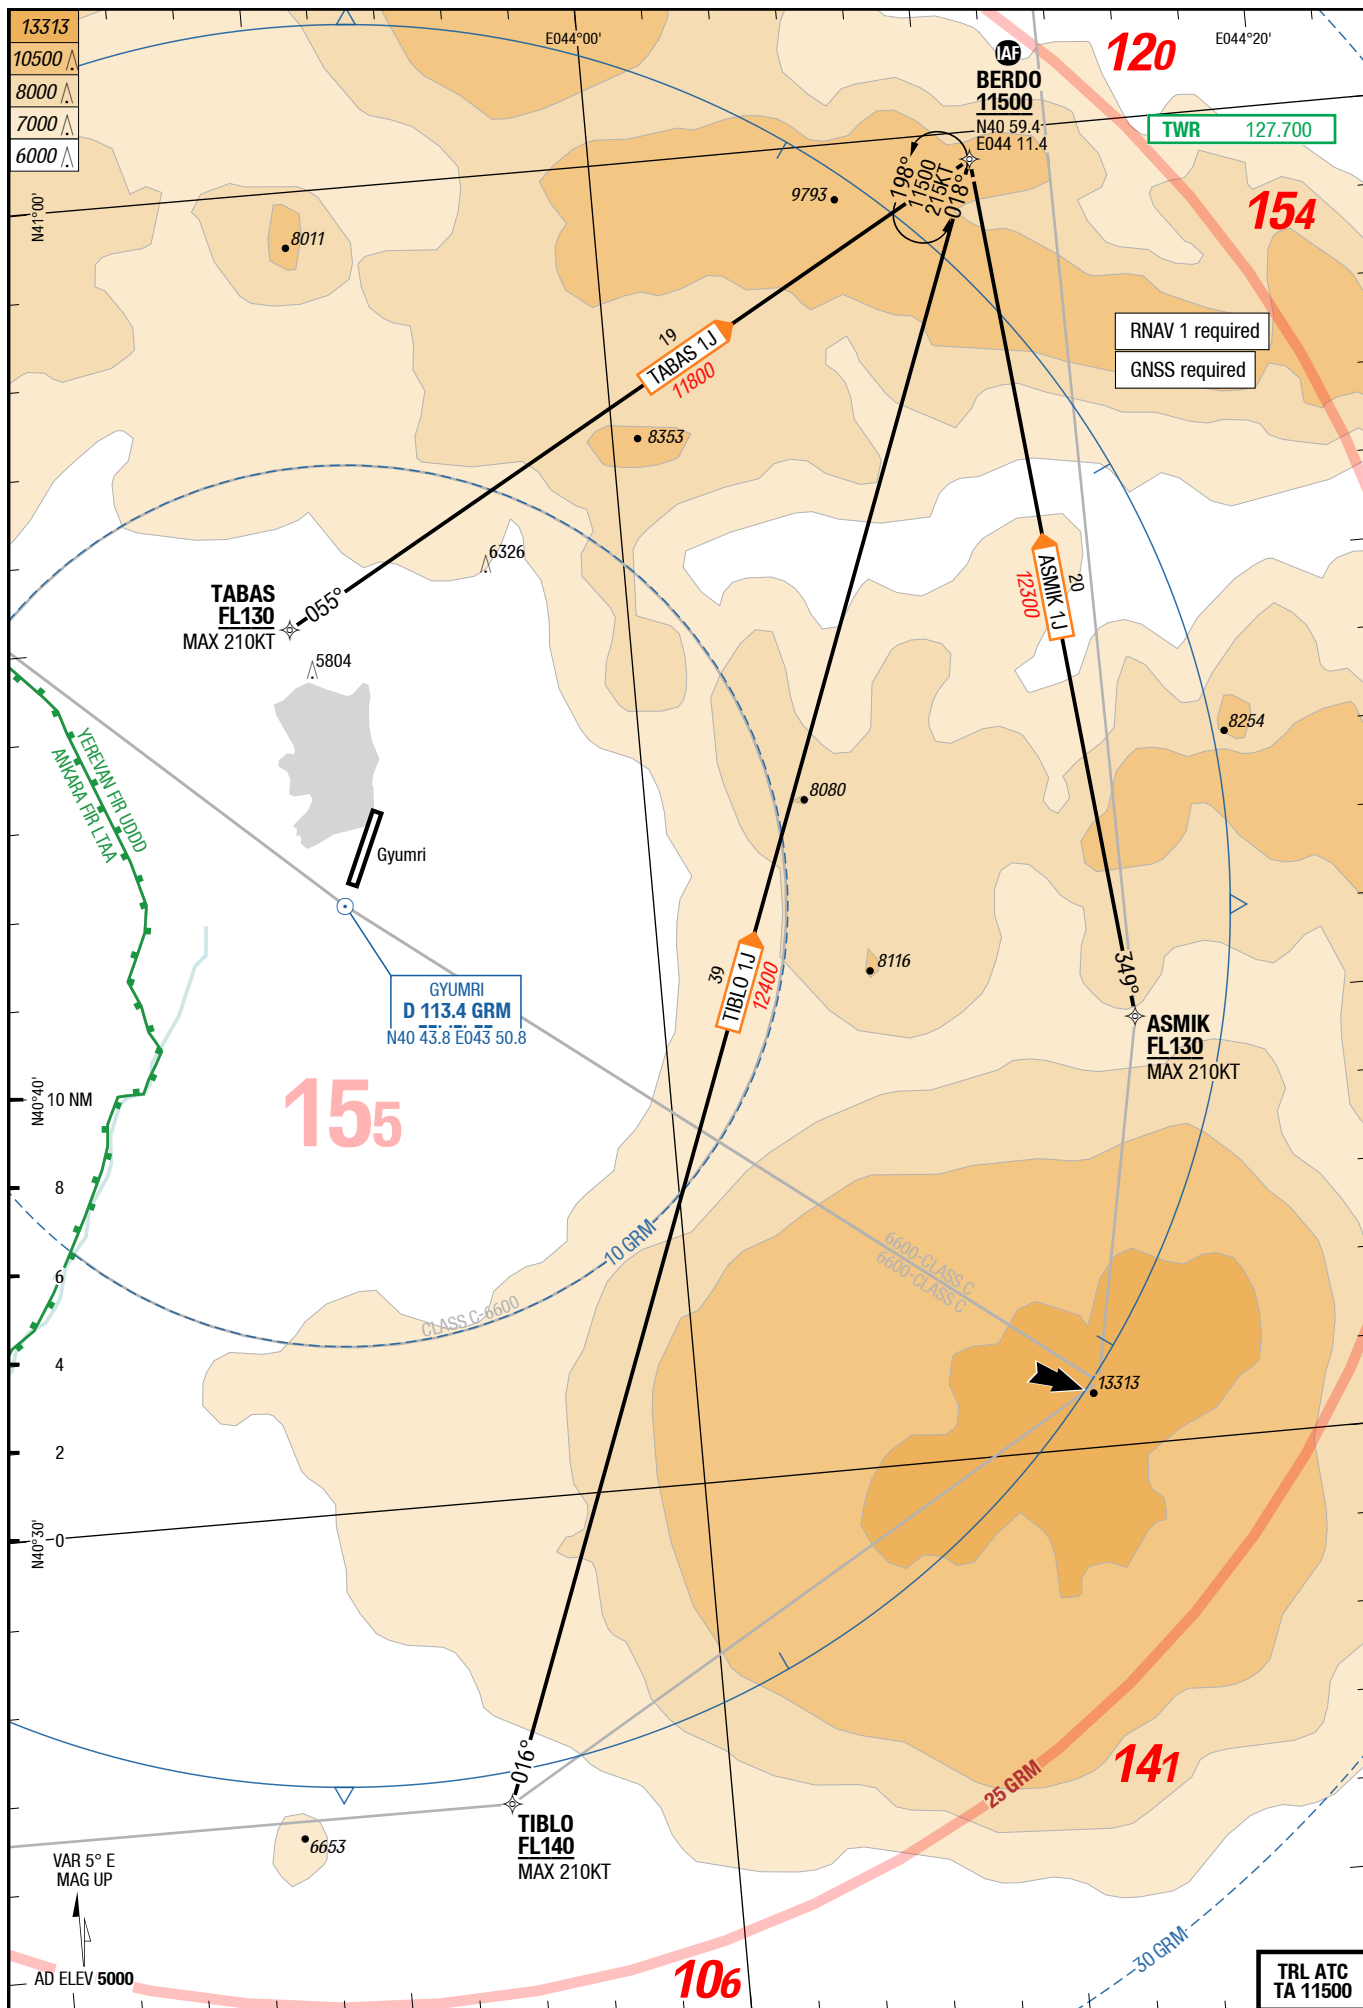 13313
10500
8000
7000
6000
E044°00'
E044°20'
IAF
BERDO
11500
N40 59.4
E044 11.4
120
TWR 127.700
154
N41°00'
8011
9793
198°
11500
215KT
018°
RNAV 1 required
GNSS required
19
TABAS 1J
11800
8353
6326
TABAS
FL130
MAX 210KT
055°
5804
20
ASMIK 1J
12300
8254
YEREVAN FIR UDDD
ANKARA FIR LTAA
8080
Gyumri
39
TIBLO 1J
12400
8116
349°
GYUMRI
D 113.4 GRM
N40 43.8 E043 50.8
ASMIK
FL130
MAX 210KT
N40°40'
10 NM
155
8
10 GRM
6600-CLASS C
6600-CLASS C
6
CLASS C-6600
4
13313
2
N40°30'
0
016°
141
25 GRM
TIBLO
FL140
MAX 210KT
6653
VAR 5° E
MAG UP
30 GRM
AD ELEV 5000
106
TRL ATC
TA 11500